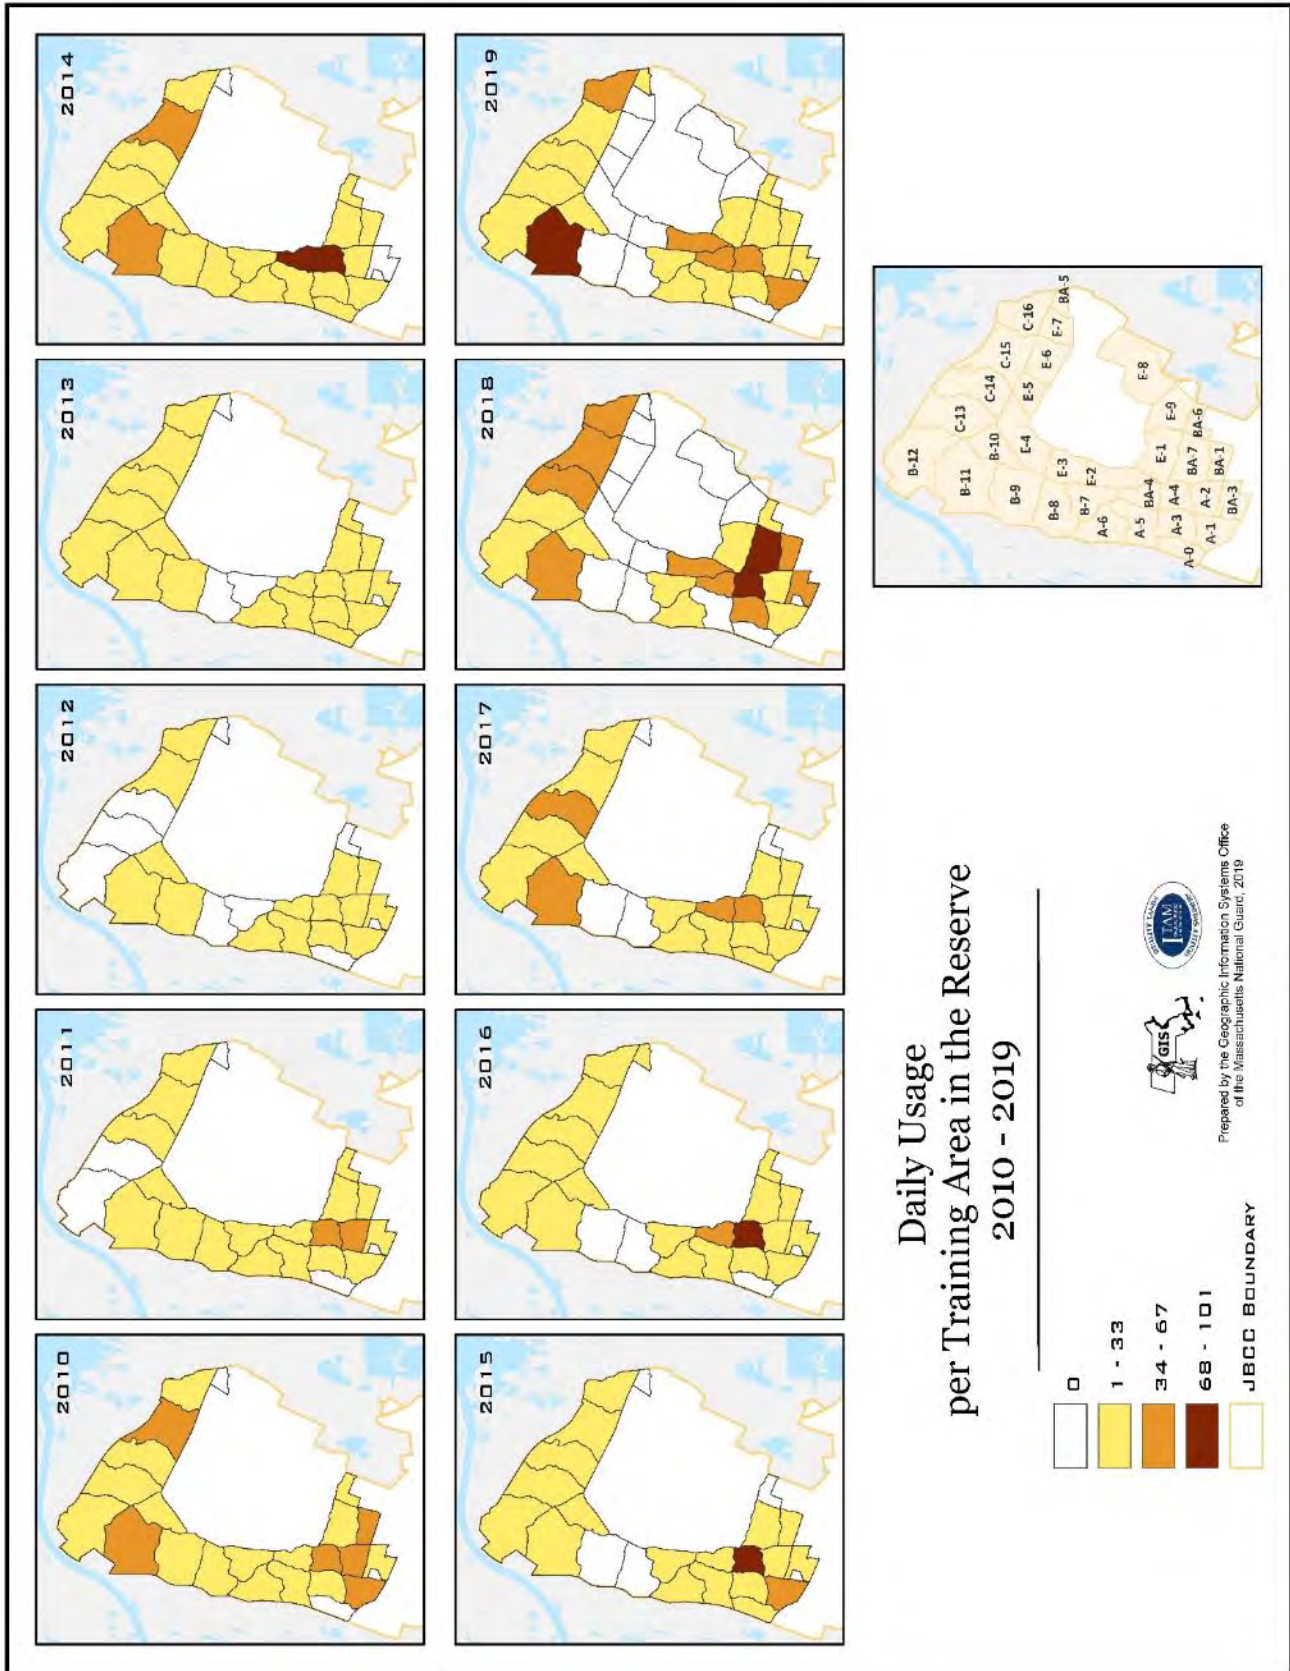 2010
2011
2012
2013
2014
2015
2016
2017
2018
2019
Daily Usage
per Training Area in the Reserve
2010 - 2019
0
1 - 33
34 - 67
68 - 101
JBCC BOUNDARY
GIS
ITAM
Prepared by the Geographic Information Systems Office
of the Massachusetts National Guard, 2019
B-12
B-11
C-13
B-10
C-14
C-15
C-16
B-9
E-4
E-5
E-6
E-7
BA-5
B-8
E-3
B-7
E-2
A-6
E-8
A-5
BA-4
E-1
E-9
A-3
A-4
BA-7
BA-6
A-0
A-1
A-2
BA-1
BA-1
BA-3